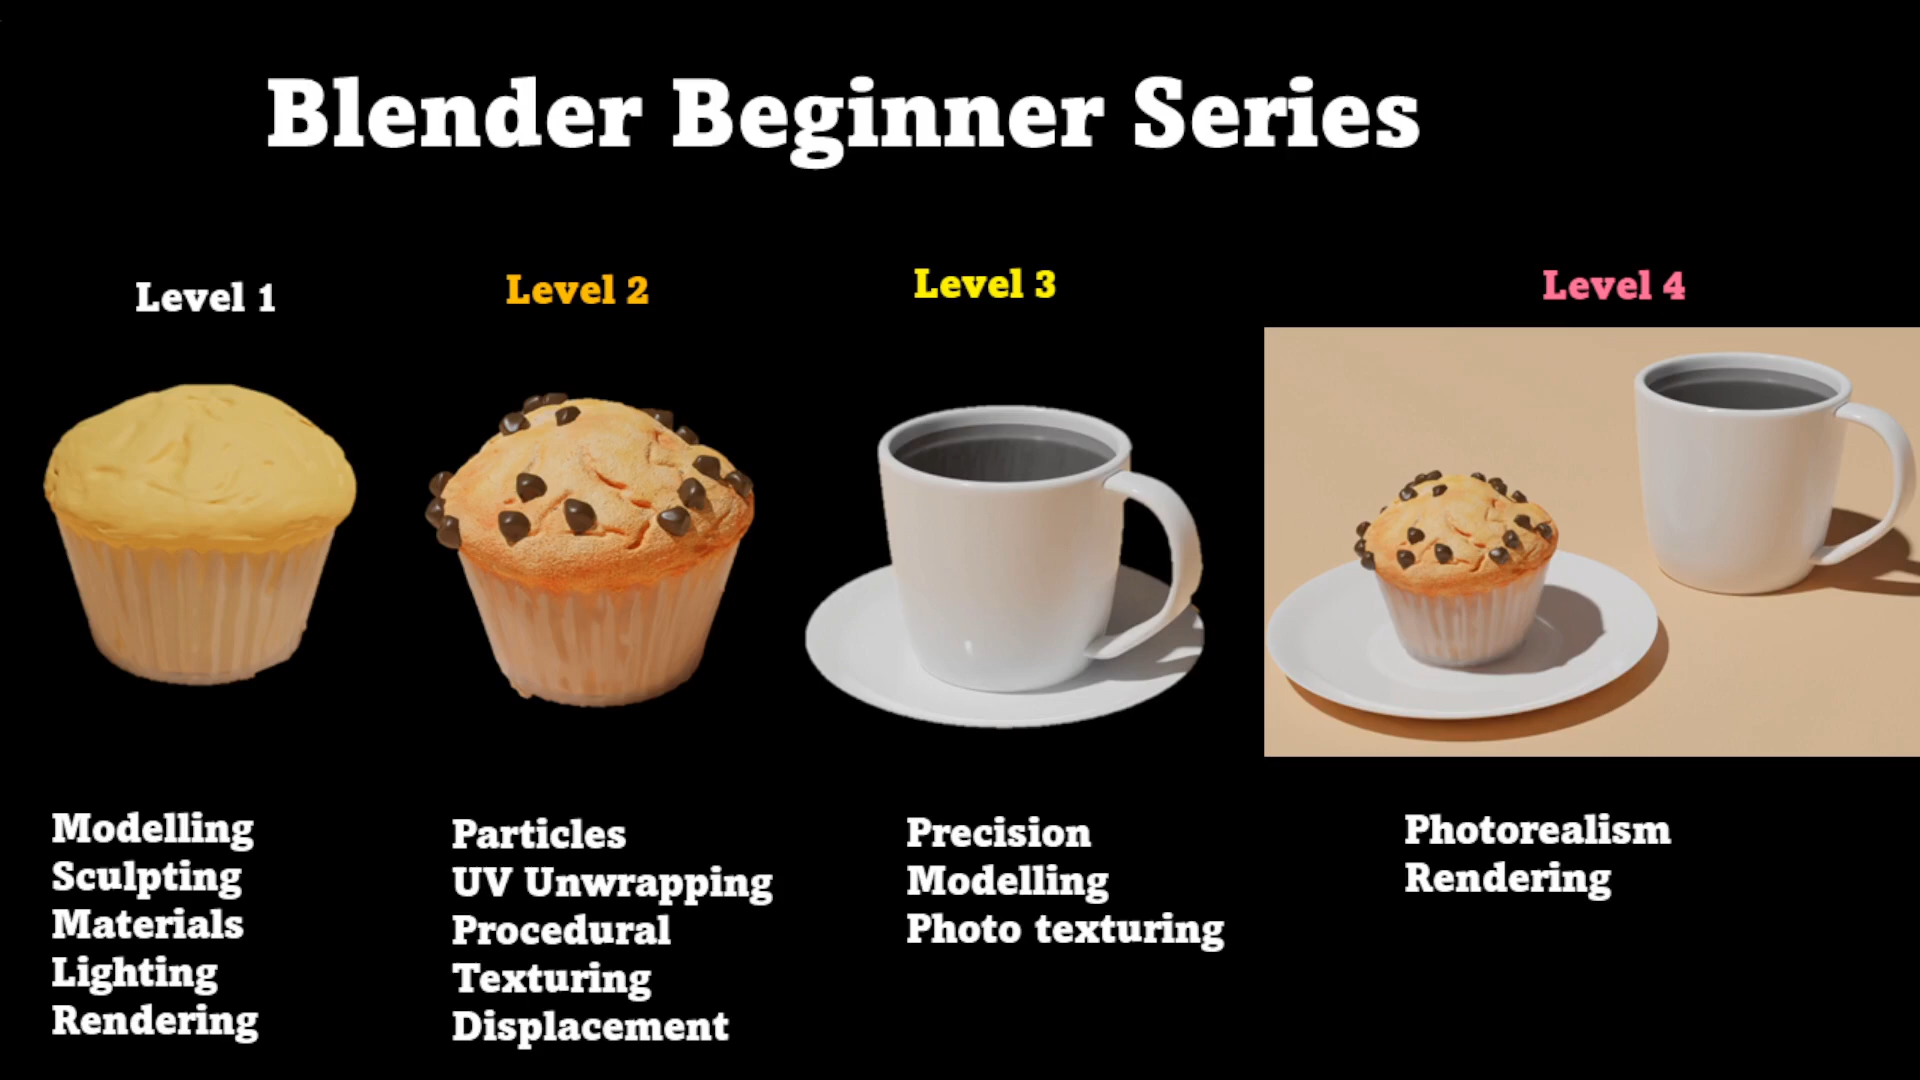 Blender Beginner Series
Level 1
Level 2
Level 3
Level 4
Modelling
Sculpting
Materials
Lighting
Rendering
Particles
UV Unwrapping
Procedural
Texturing
Displacement
Precision
Modelling
Photo texturing
Photorealism
Rendering